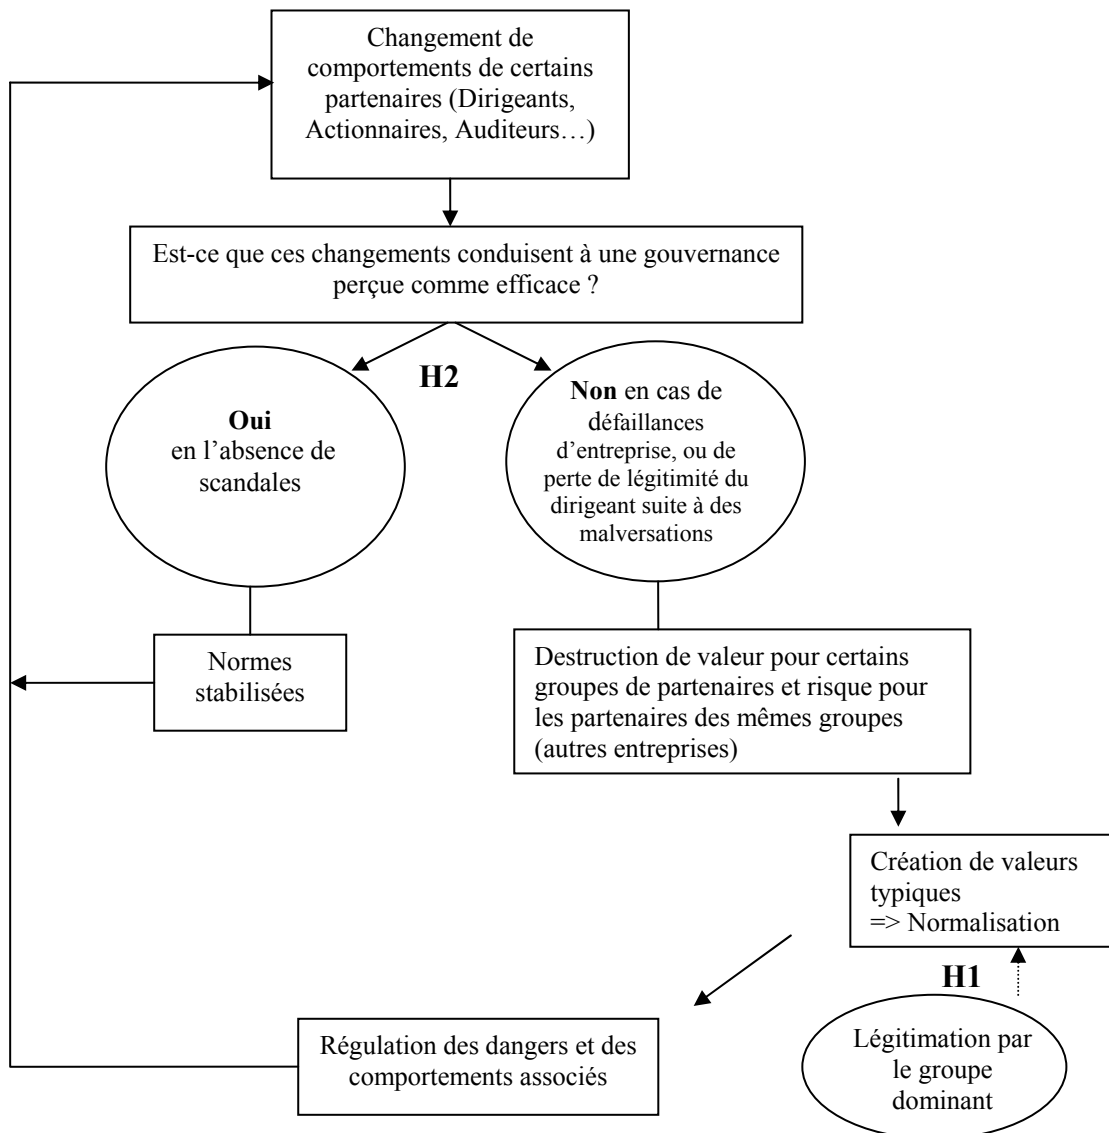 Changement de
comportements de certains
partenaires (Dirigeants,
Actionnaires, Auditeurs…)
Est-ce que ces changements conduisent à une gouvernance
perçue comme efficace ?
H2
Oui
en l’absence de
scandales
Non en cas de
défaillances
d’entreprise, ou de
perte de légitimité du
dirigeant suite à des
malversations
Normes
stabilisées
Destruction de valeur pour certains
groupes de partenaires et risque pour
les partenaires des mêmes groupes
(autres entreprises)
Création de valeurs
typiques
=> Normalisation
H1
Légitimation par
le groupe
dominant
Régulation des dangers et des
comportements associés